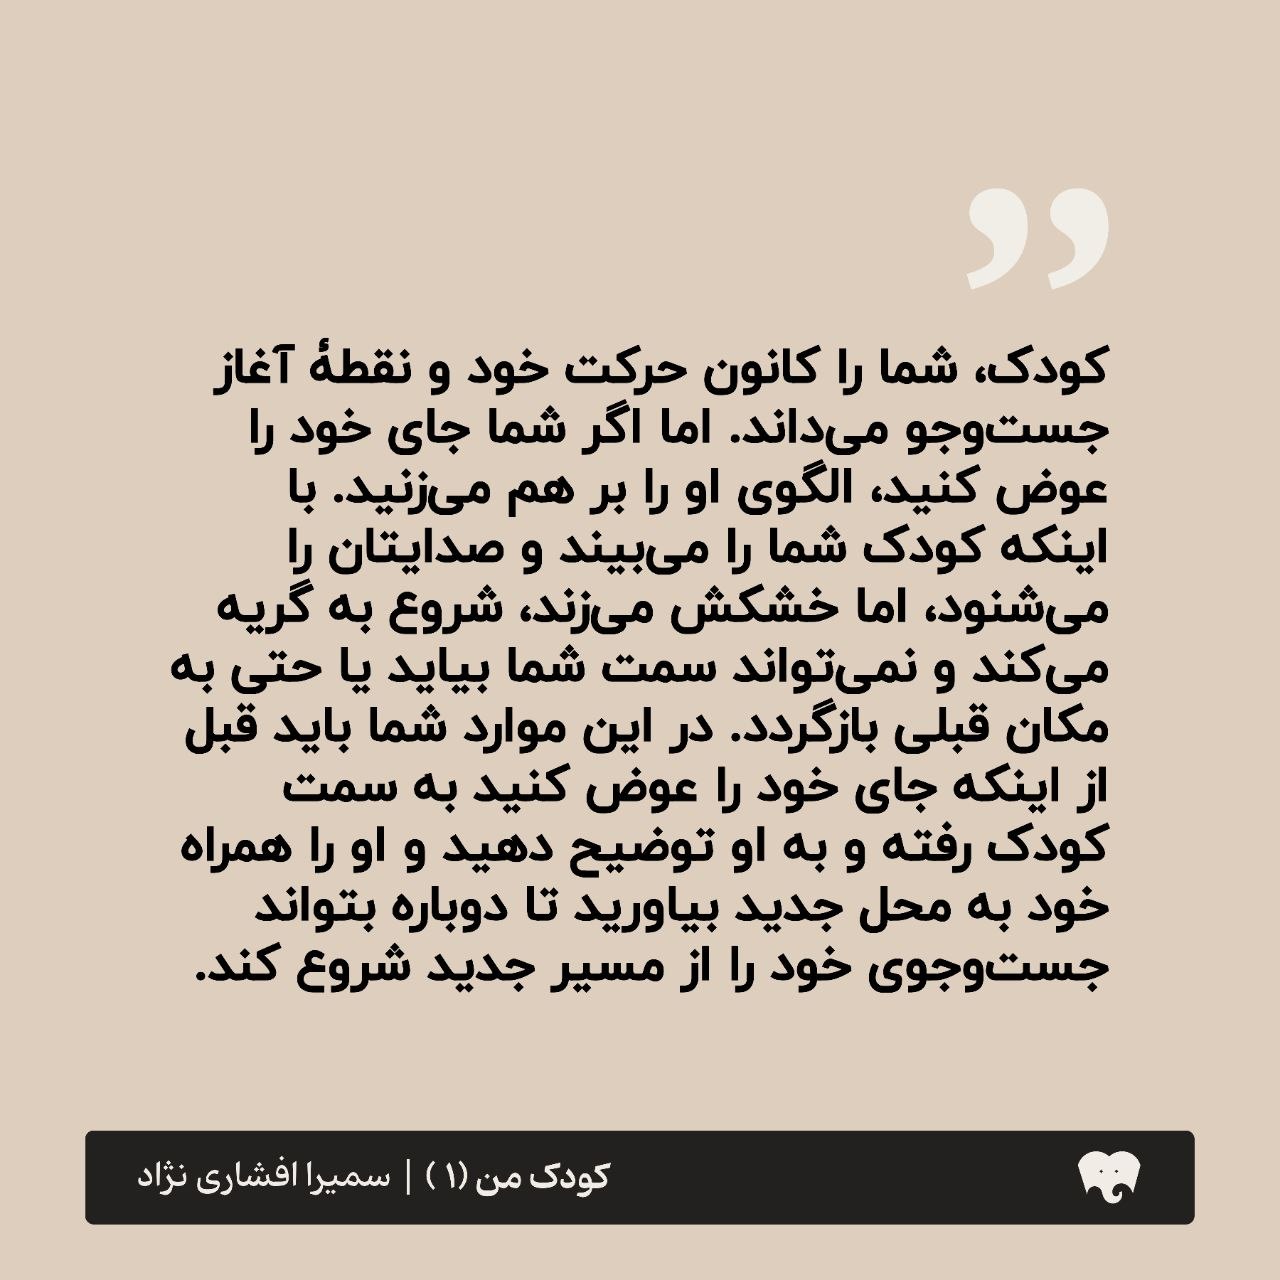 ”
کودک، شما را کانون حرکت خود و نقطهٔ آغاز
جست‌وجو می‌داند. اما اگر شما جای خود را
عوض کنید، الگوی او را بر هم می‌زنید. با
اینکه کودک شما را می‌بیند و صدایتان را
می‌شنود، اما خشکش می‌زند، شروع به گریه
می‌کند و نمی‌تواند سمت شما بیاید یا حتی به
مکان قبلی بازگردد. در این موارد شما باید قبل
از اینکه جای خود را عوض کنید به سمت
کودک رفته و به او توضیح دهید و او را همراه
خود به محل جدید بیاورید تا دوباره بتواند
جست‌وجوی خود را از مسیر جدید شروع کند.
کودک من (۱) | سمیرا افشاری نژاد